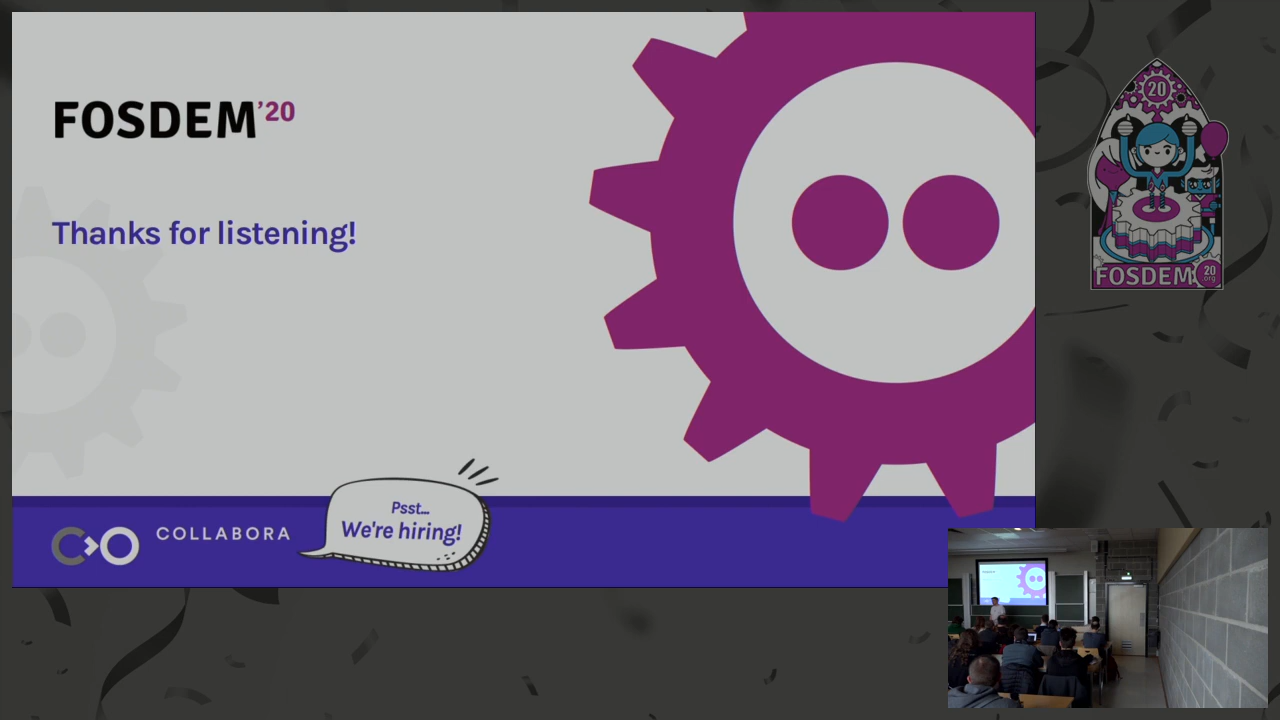 FOSDEM'20
Thanks for listening!
COLLABORA
Psst...
We're hiring!
20
FOSDEM
20
.org